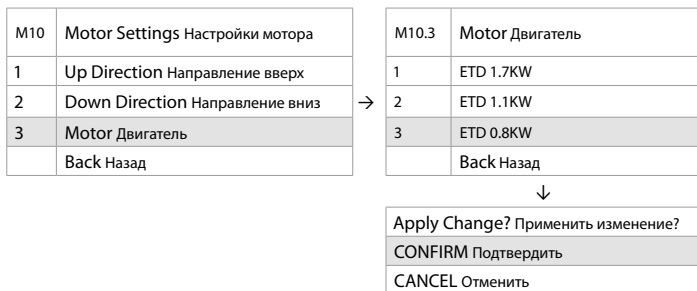 M10 Motor Settings Настройки мотора
1 Up Direction Направление вверх
2 Down Direction Направление вниз
3 Motor Двигатель
Back Назад
→
M10.3 Motor Двигатель
1 ETD 1.7KW
2 ETD 1.1KW
3 ETD 0.8KW
Back Назад
↓
Apply Change? Применить изменение?
CONFIRM Подтвердить
CANCEL Отменить